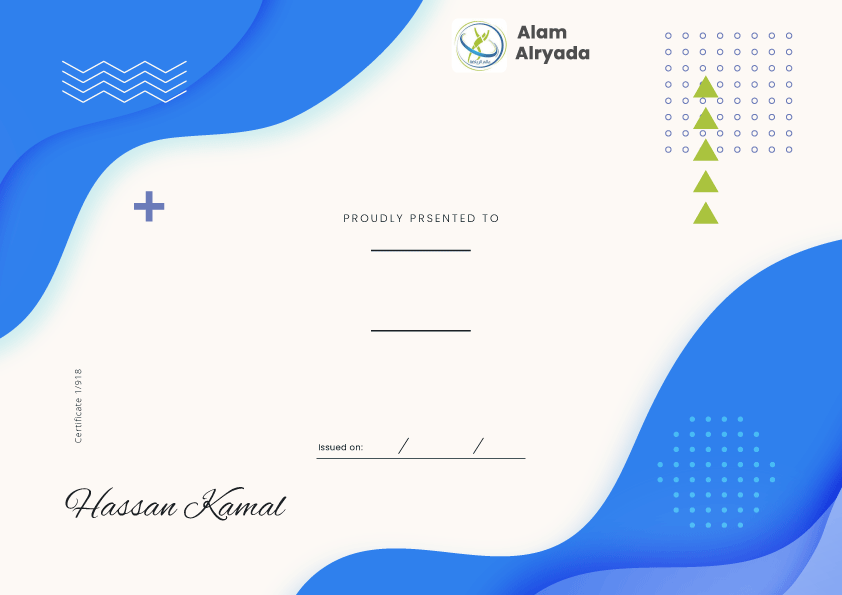 Alam
Alryada
PROUDLY PRSENTED TO
Certificate 1/918
Issued on: / /
Hassan Kamal